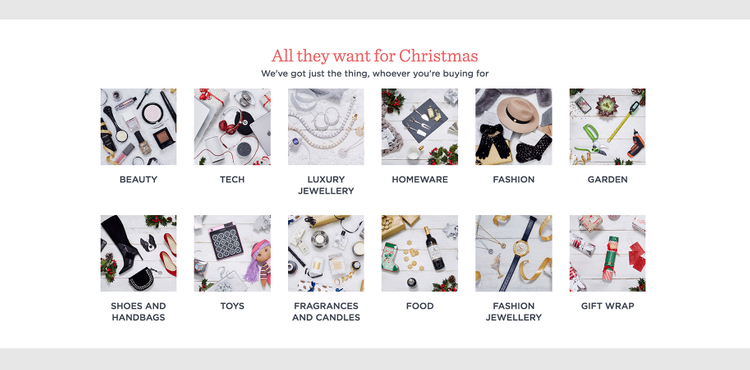 All they want for Christmas
We've got just the thing, whoever you're buying for
BEAUTY
TECH
LUXURY
JEWELLERY
HOMEWARE
FASHION
GARDEN
SHOES AND
HANDBAGS
TOYS
FRAGRANCES
AND CANDLES
FOOD
FASHION
JEWELLERY
GIFT WRAP